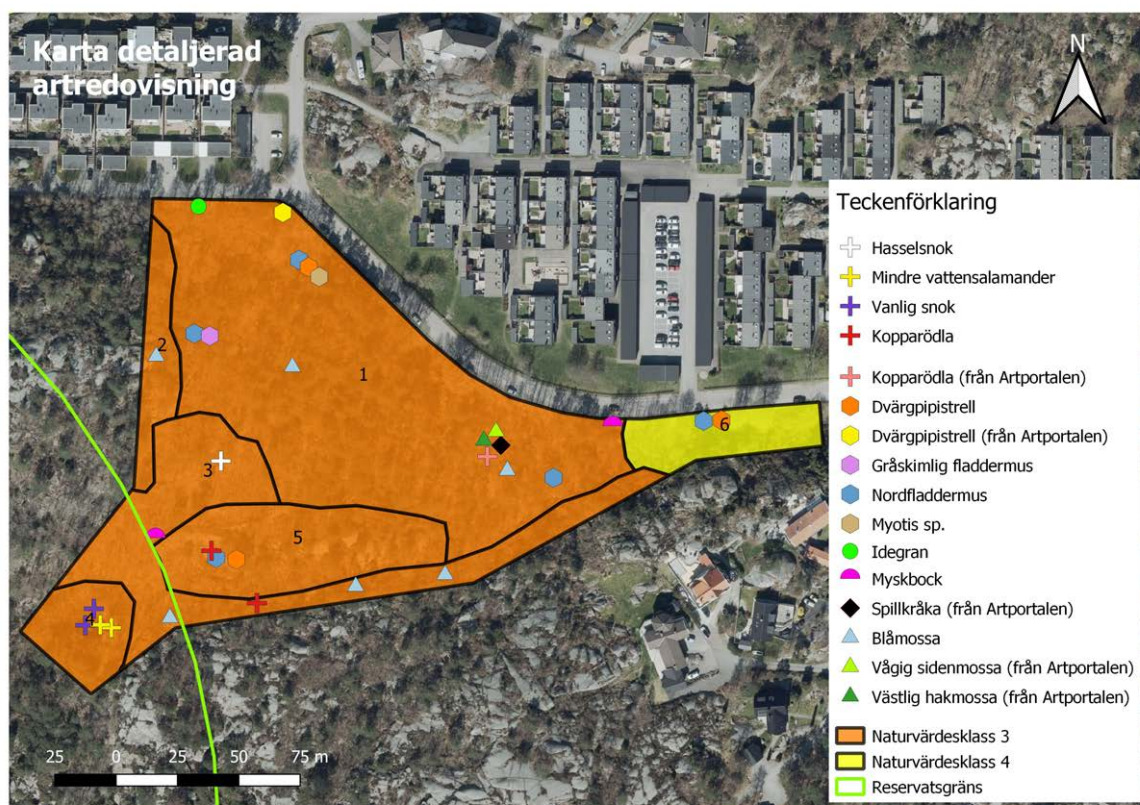 Karta detaljerad
artredovisning
N
Teckenförklaring
Hasselsnok
Mindre vattensalamander
Vanlig snok
Kopparödla
Kopparödla (från Artportalen)
Dvärgpipistrell
Dvärgpipistrell (från Artportalen)
Gråskimlig fladdermus
Nordfladdermus
Myotis sp.
Idegran
Myskbock
Spillkråka (från Artportalen)
Blåmossa
Vågig sidenmossa (från Artportalen)
Västlig hakmossa (från Artportalen)
Naturvärdesklass 3
Naturvärdesklass 4
Reservatsgräns
2
1
6
3
5
4
25 0 25 50 75 m